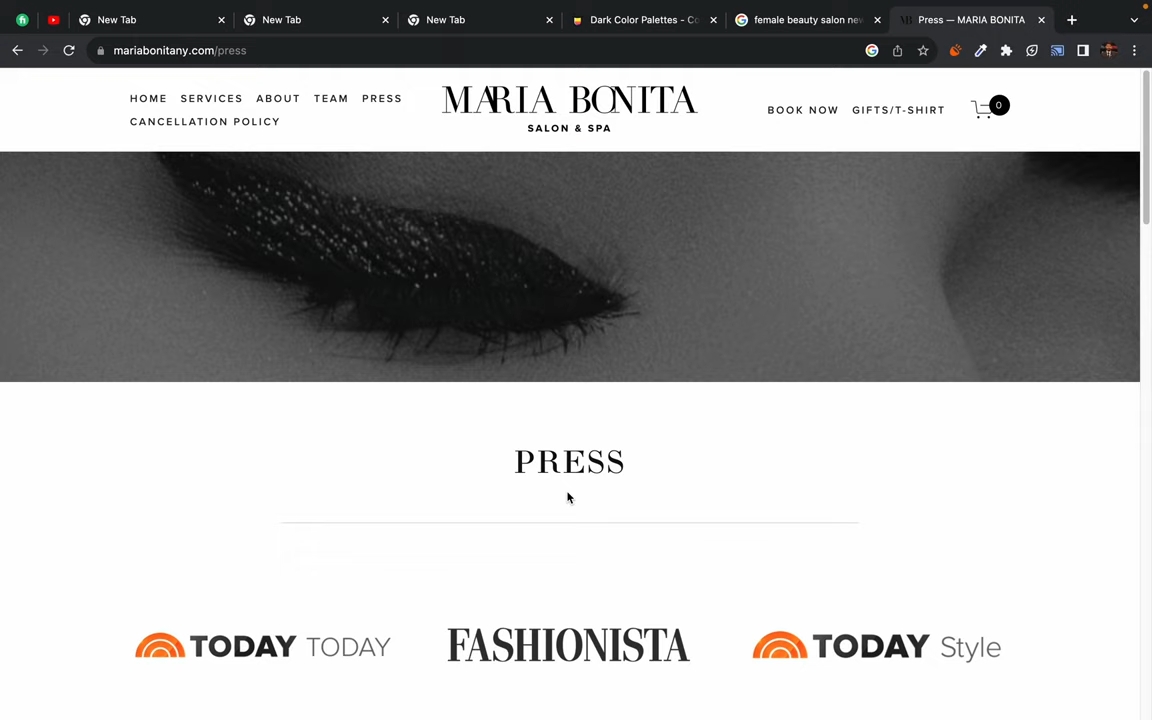 New Tab
New Tab
New Tab
Dark Color Palettes - Co
female beauty salon new
Press — MARIA BONITA
mariabonitany.com/press
HOME SERVICES ABOUT TEAM PRESS
CANCELLATION POLICY
MARIA BONITA
SALON & SPA
BOOK NOW GIFTS/T-SHIRT
0
PRESS
TODAY TODAY
FASHIONISTA
TODAY Style